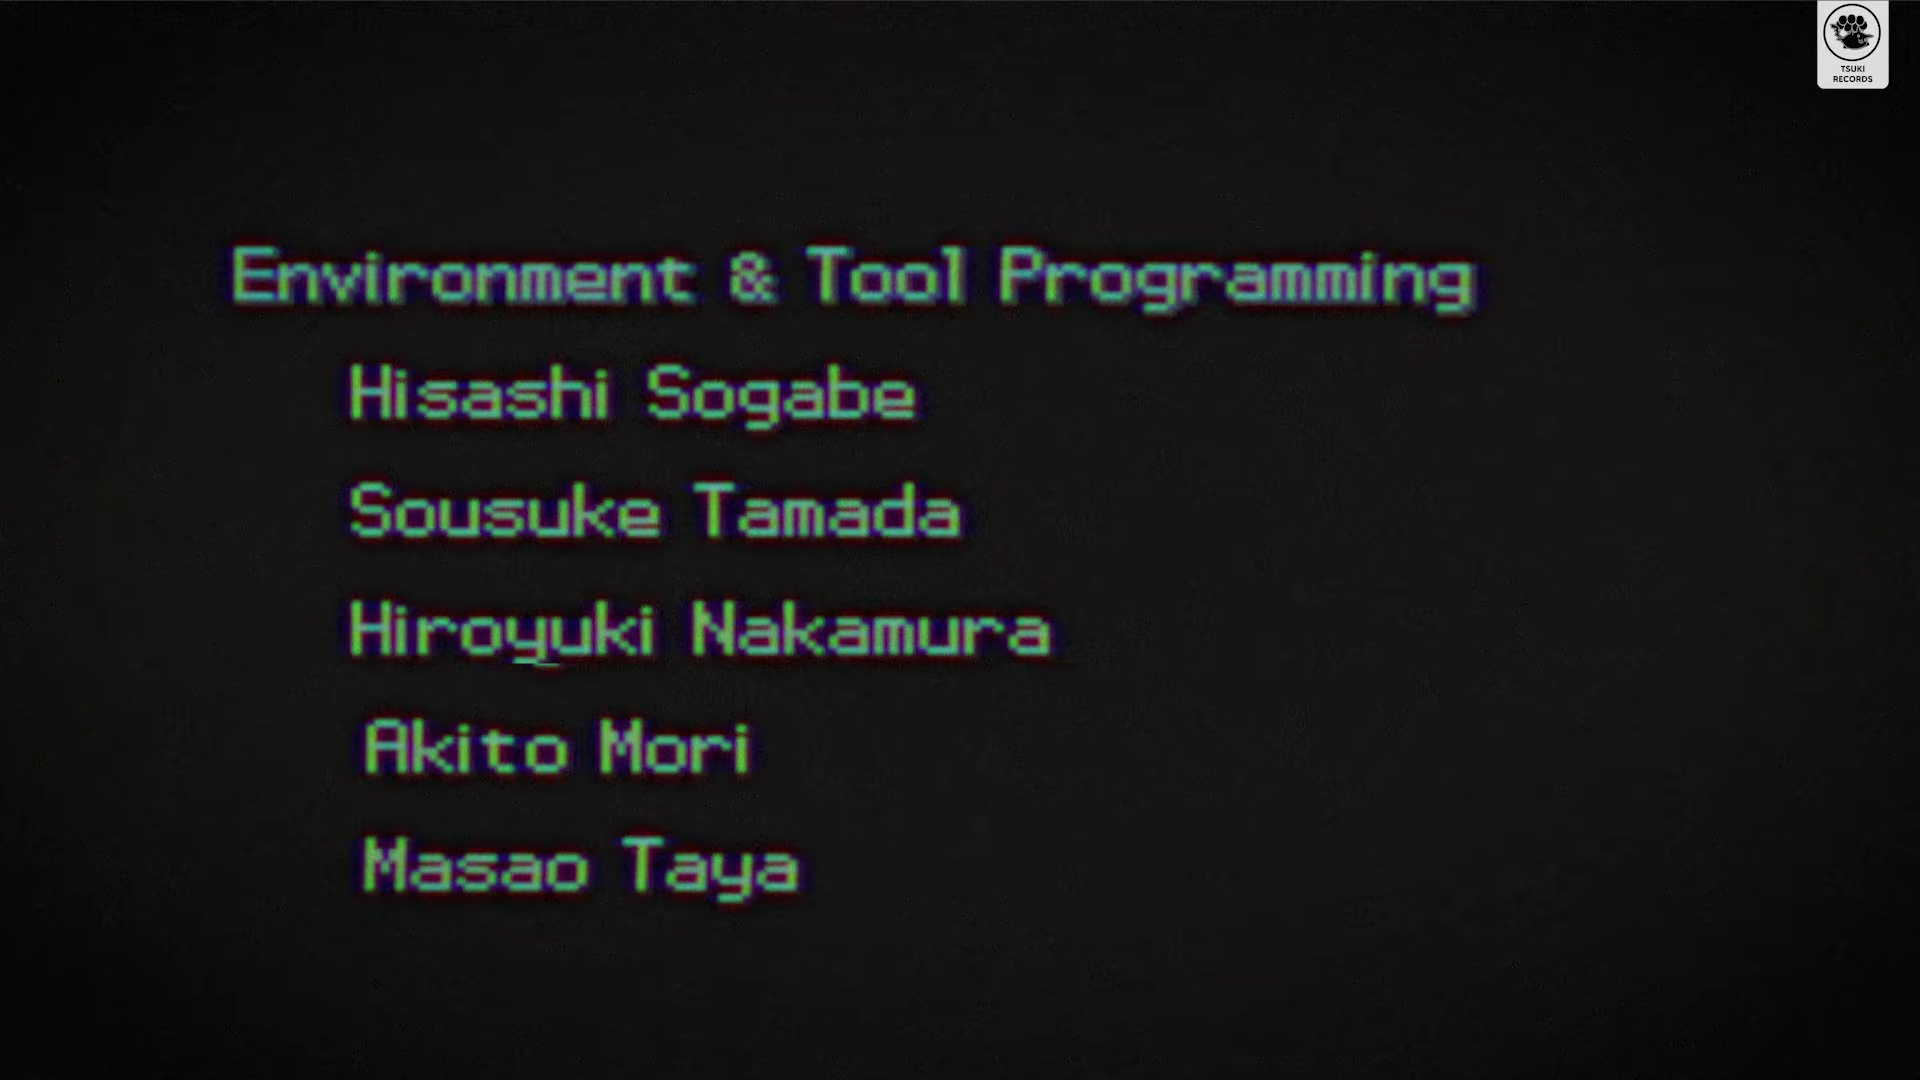 TSUKI
RECORDS
Environment & Tool Programming
Hisashi Sogabe
Sousuke Tamada
Hiroyuki Nakamura
Akito Mori
Masao Taya